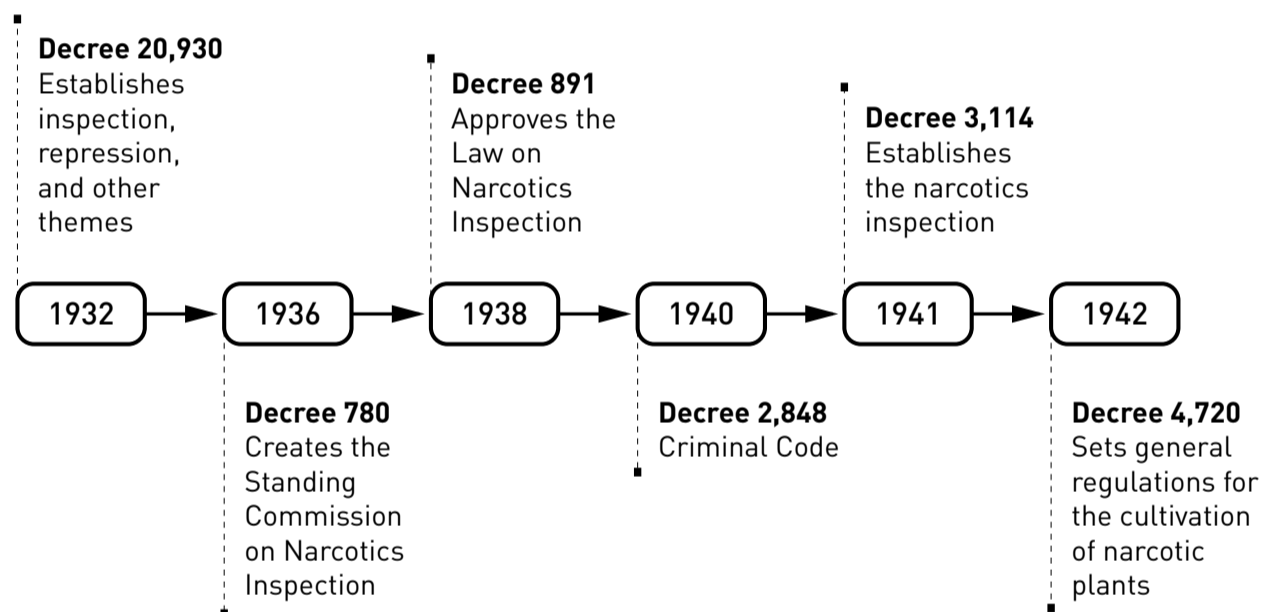 Decree 20,930
Establishes
inspection,
repression,
and other
themes
Decree 891
Approves the
Law on
Narcotics
Inspection
Decree 3,114
Establishes
the narcotics
inspection
1932
1936
1938
1940
1941
1942
Decree 780
Creates the
Standing
Commission
on Narcotics
Inspection
Decree 2,848
Criminal Code
Decree 4,720
Sets general
regulations for
the cultivation
of narcotic
plants